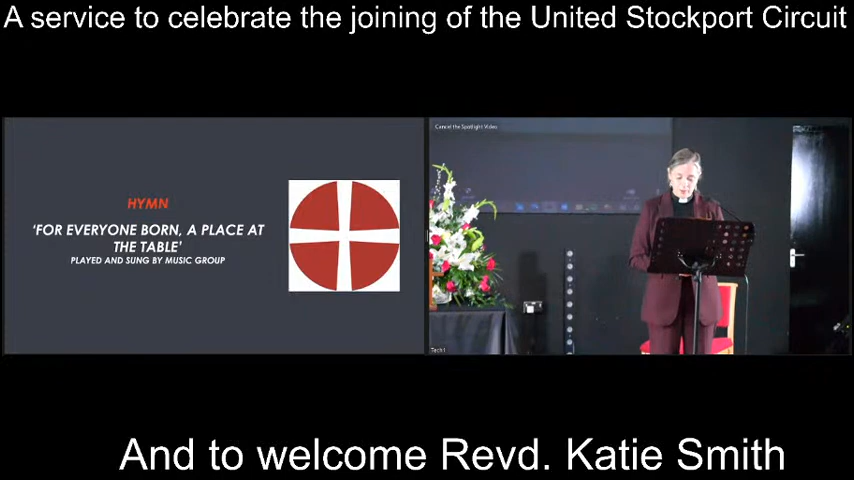 A service to celebrate the joining of the United Stockport Circuit
Cancel the Spotlight Video
HYMN
'FOR EVERYONE BORN, A PLACE AT
THE TABLE'
PLAYED AND SUNG BY MUSIC GROUP
Tech1
And to welcome Revd. Katie Smith